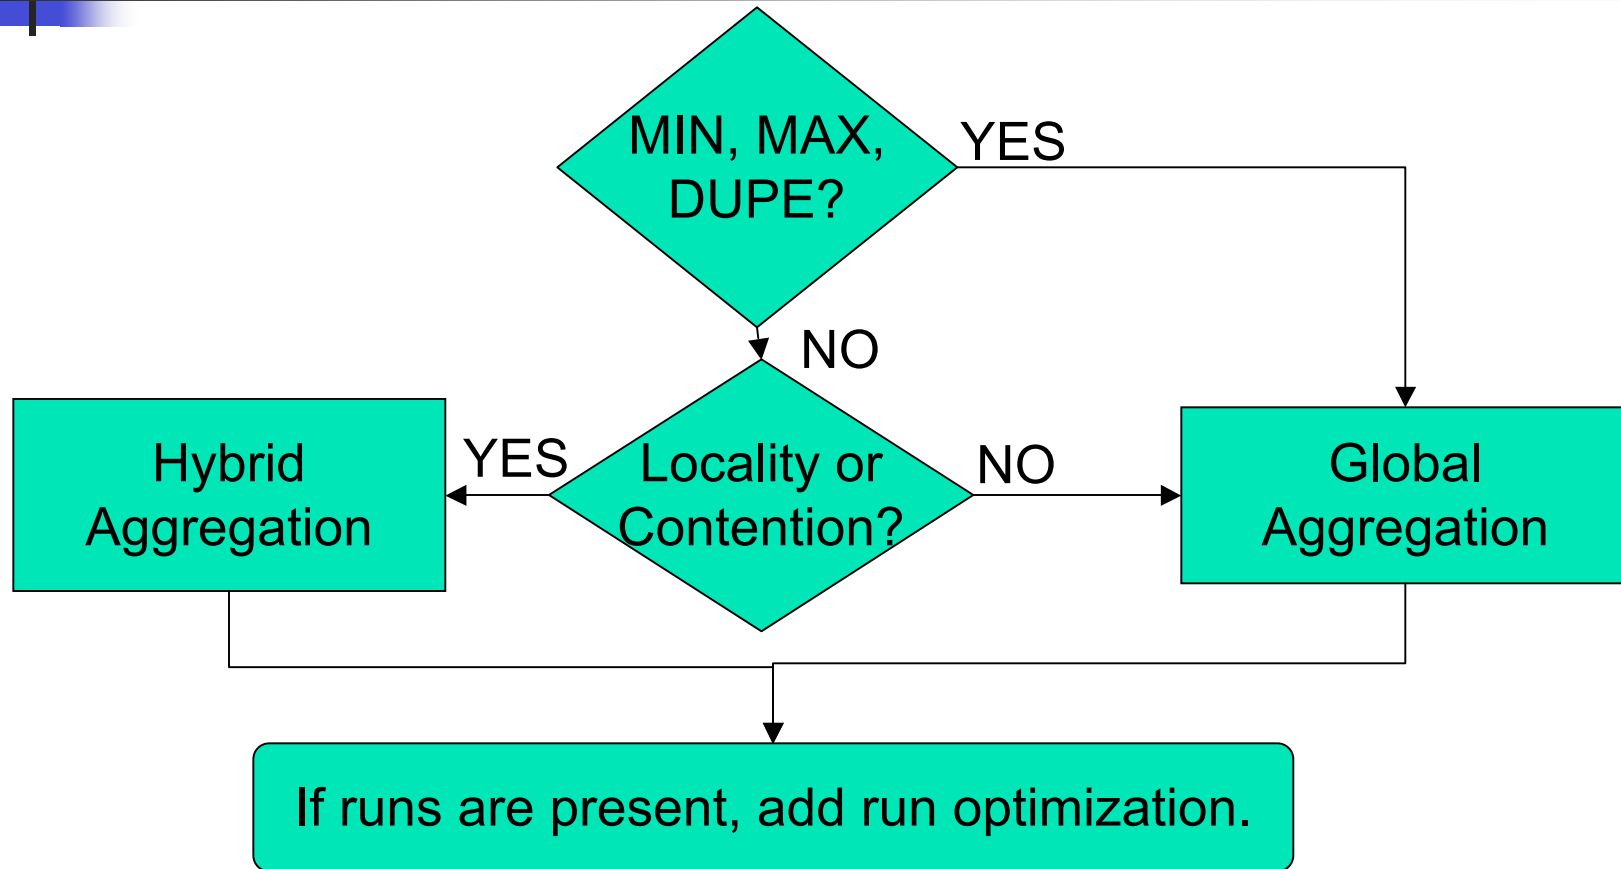 MIN, MAX,
DUPE?
YES
NO
Hybrid
Aggregation
YES
Locality or
Contention?
NO
Global
Aggregation
If runs are present, add run optimization.